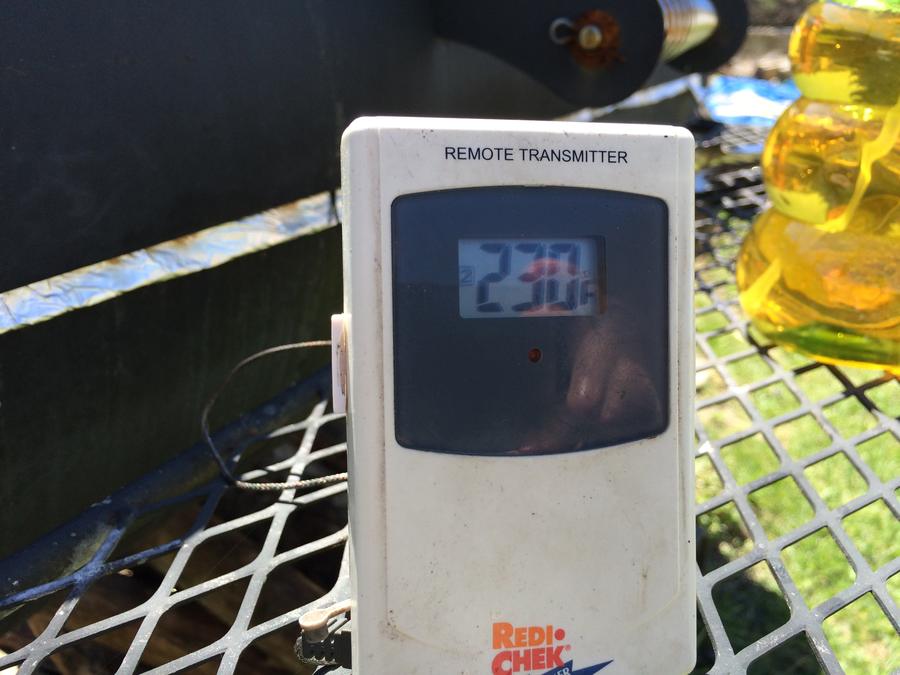 REMOTE TRANSMITTER
2
230°F
REDI
CHEK®